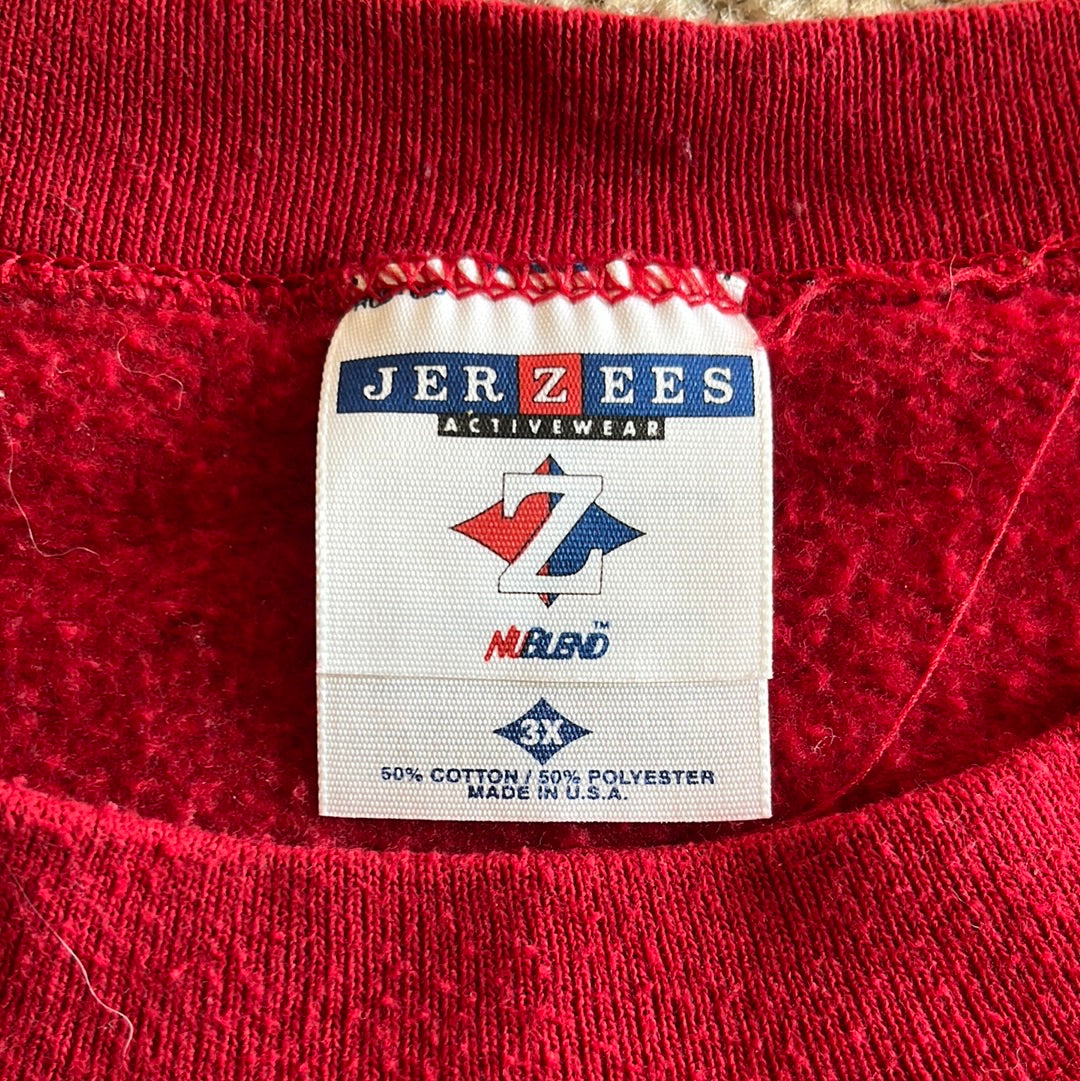 JERZEES
ACTIVEWEAR
Z
NUBLEND™
3X
50% COTTON / 50% POLYESTER
MADE IN U.S.A.